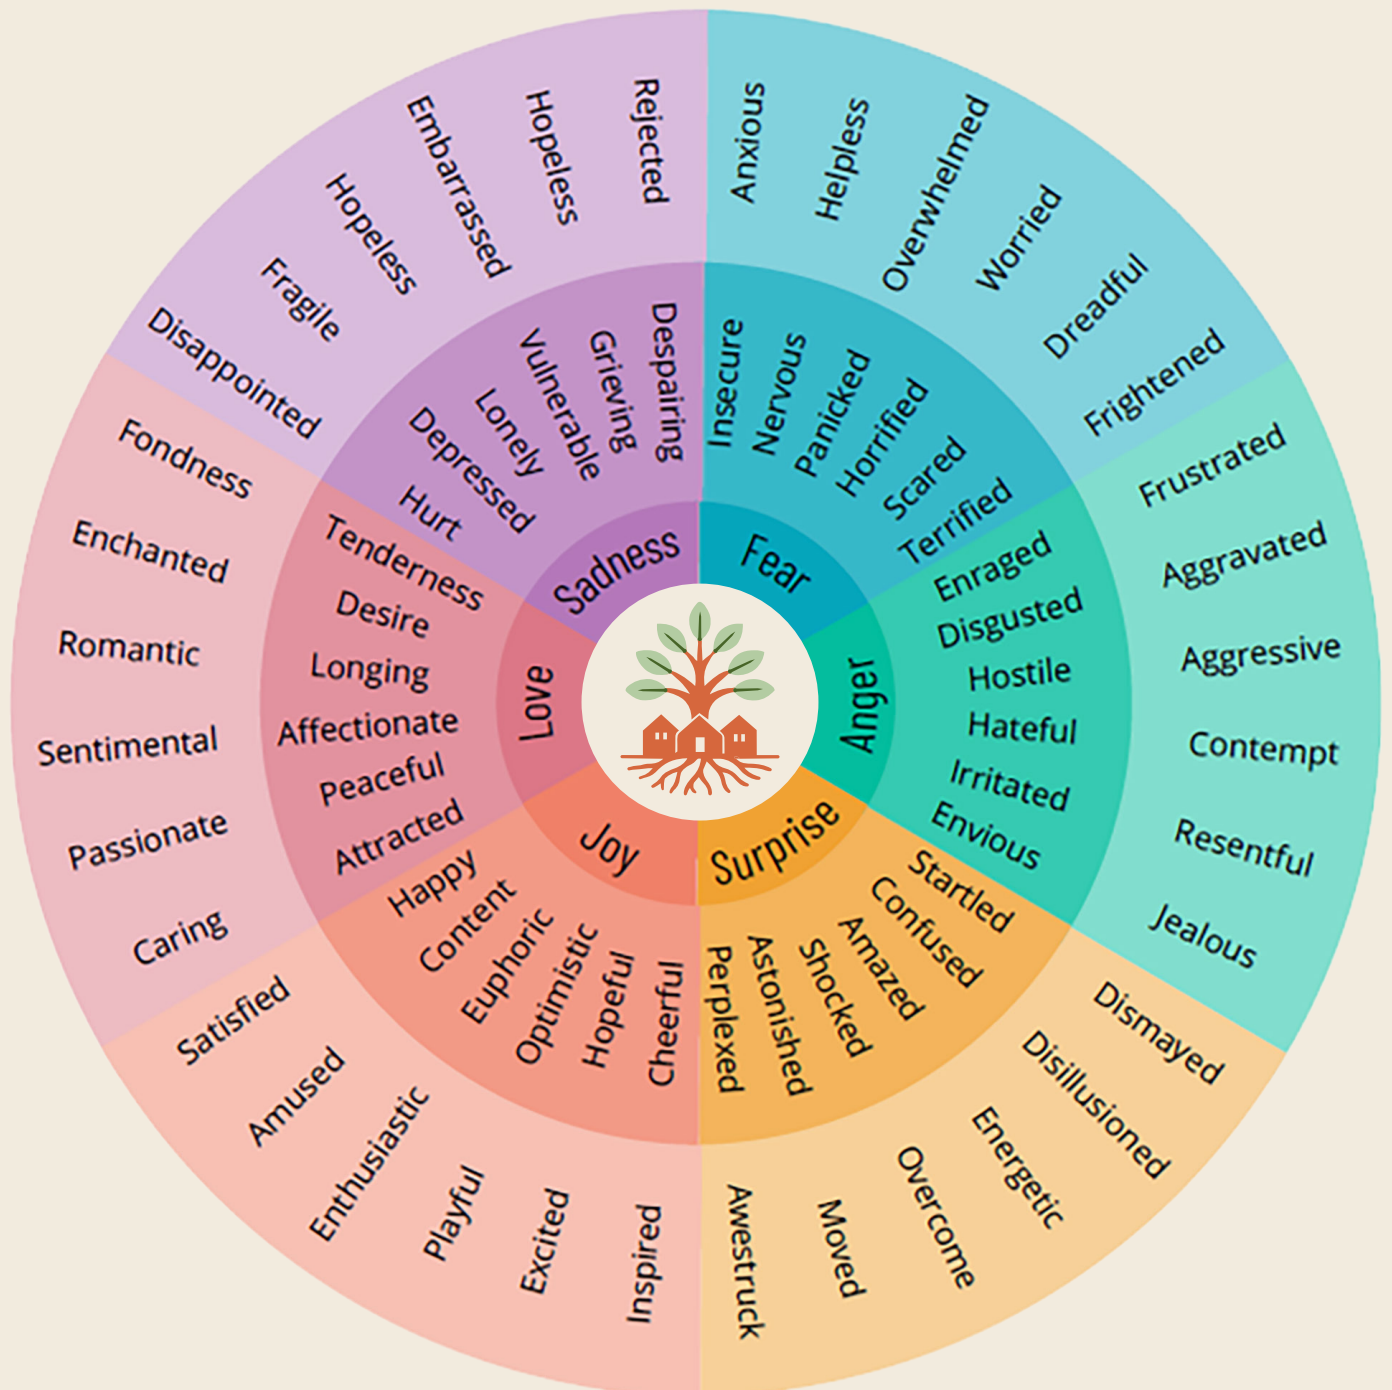 Fear
Insecure
Nervous
Panicked
Horrified
Scared
Terrified
Anxious
Helpless
Overwhelmed
Worried
Dreadful
Frightened
Anger
Enraged
Disgusted
Hostile
Hateful
Irritated
Envious
Frustrated
Aggravated
Aggressive
Contempt
Resentful
Jealous
Surprise
Startled
Confused
Amazed
Shocked
Astonished
Perplexed
Dismayed
Disillusioned
Energetic
Overcome
Moved
Awestruck
Joy
Cheerful
Hopeful
Optimistic
Euphoric
Content
Happy
Inspired
Excited
Playful
Enthusiastic
Amused
Satisfied
Love
Attracted
Peaceful
Affectionate
Longing
Desire
Tenderness
Caring
Passionate
Sentimental
Romantic
Enchanted
Fondness
Sadness
Hurt
Depressed
Lonely
Vulnerable
Grieving
Despairing
Disappointed
Fragile
Hopeless
Embarrassed
Hopeless
Rejected